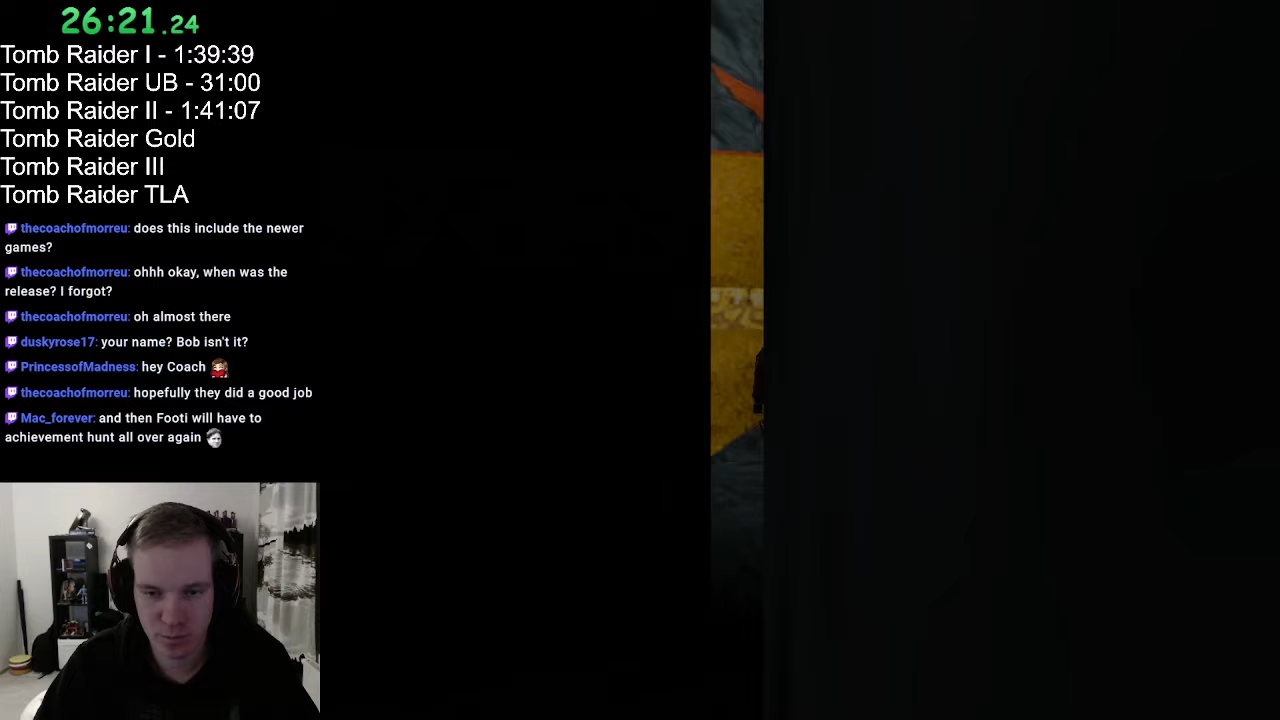 26:21.24
Tomb Raider I - 1:39:39
Tomb Raider UB - 31:00
Tomb Raider II - 1:41:07
Tomb Raider Gold
Tomb Raider III
Tomb Raider TLA
thecoachofmorreu: does this include the newer
games?
thecoachofmorreu: ohhh okay, when was the
release? I forgot?
thecoachofmorreu: oh almost there
duskyrose17: your name? Bob isn't it?
PrincessofMadness: hey Coach
thecoachofmorreu: hopefully they did a good job
Mac_forever: and then Footi will have to
achievement hunt all over again